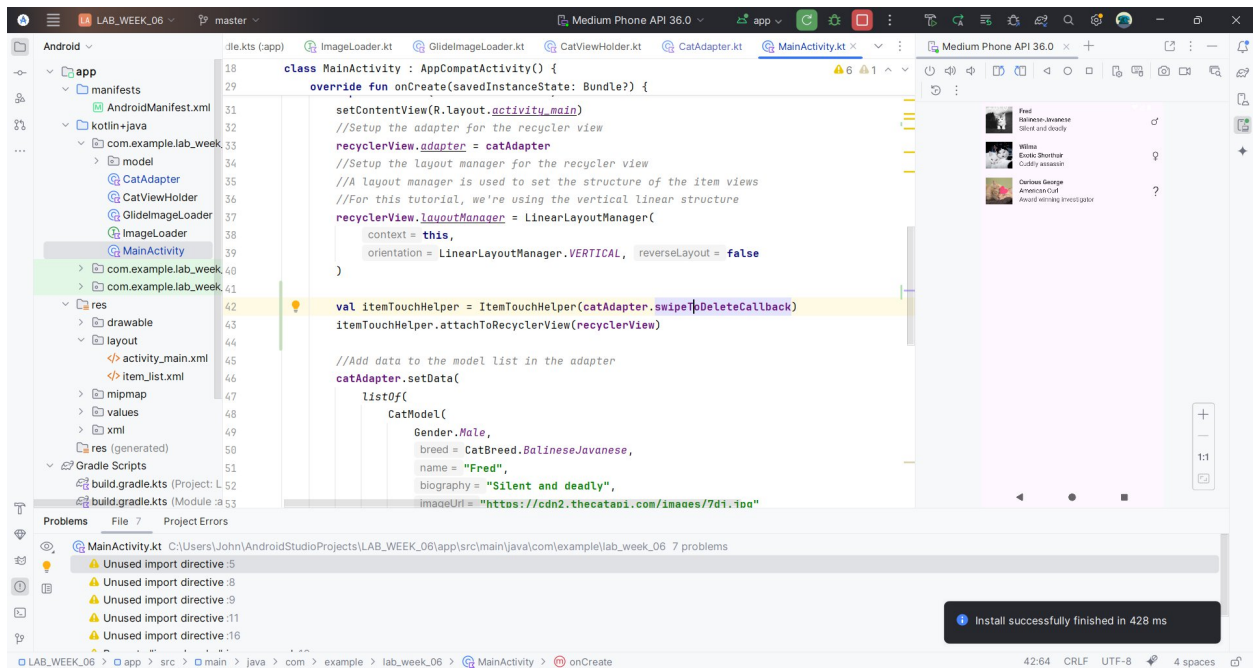 LA LAB_WEEK_06 master Medium Phone API 36.0 app
Android dle.kts (:app) ImageLoader.kt GlideImageLoader.kt CatViewHolder.kt CatAdapter.kt MainActivity.kt Medium Phone API 36.0
app
manifests
AndroidManifest.xml
kotlin+java
com.example.lab_week_
model
CatAdapter
CatViewHolder
GlideImageLoader
ImageLoader
MainActivity
com.example.lab_week_
com.example.lab_week_
res
drawable
layout
activity_main.xml
item_list.xml
mipmap
values
xml
res (generated)
Gradle Scripts
build.gradle.kts (Project: L
build.gradle.kts (Module :a
6 1
18 class MainActivity : AppCompatActivity() {
29 override fun onCreate(savedInstanceState: Bundle?) {
31 setContentView(R.layout.activity_main)
32 //Setup the adapter for the recycler view
33 recyclerView.adapter = catAdapter
34 //Setup the layout manager for the recycler view
35 //A layout manager is used to set the structure of the item views
36 //For this tutorial, we're using the vertical linear structure
37 recyclerView.layoutManager = LinearLayoutManager(
38 context = this,
39 orientation = LinearLayoutManager.VERTICAL, reverseLayout = false
40 )
41
42 val itemTouchHelper = ItemTouchHelper(catAdapter.swipeToDeleteCallback)
43 itemTouchHelper.attachToRecyclerView(recyclerView)
44
45 //Add data to the model list in the adapter
46 catAdapter.setData(
47 listOf(
48 CatModel(
49 Gender.Male,
50 breed = CatBreed.BalineseJavanese,
51 name = "Fred",
52 biography = "Silent and deadly",
53 imageUrl = "https://cdn2.thecatapi.com/images/7dj.jpg"
Fred
Balinese-Javanese
Silent and deadly
♂
Wilma
Exotic Shorthair
Cuddly assassin
♀
Curious George
American Curl
Award winning investigator
?
1:1
Problems File 7 Project Errors
MainActivity.kt C:\Users\John\AndroidStudioProjects\LAB_WEEK_06\app\src\main\java\com\example\lab_week_06 7 problems
Unused import directive :5
Unused import directive :8
Unused import directive :9
Unused import directive :11
Unused import directive :16
Install successfully finished in 428 ms
LAB_WEEK_06 > app > src > main > java > com > example > lab_week_06 > MainActivity > onCreate 42:64 CRLF UTF-8 4 spaces